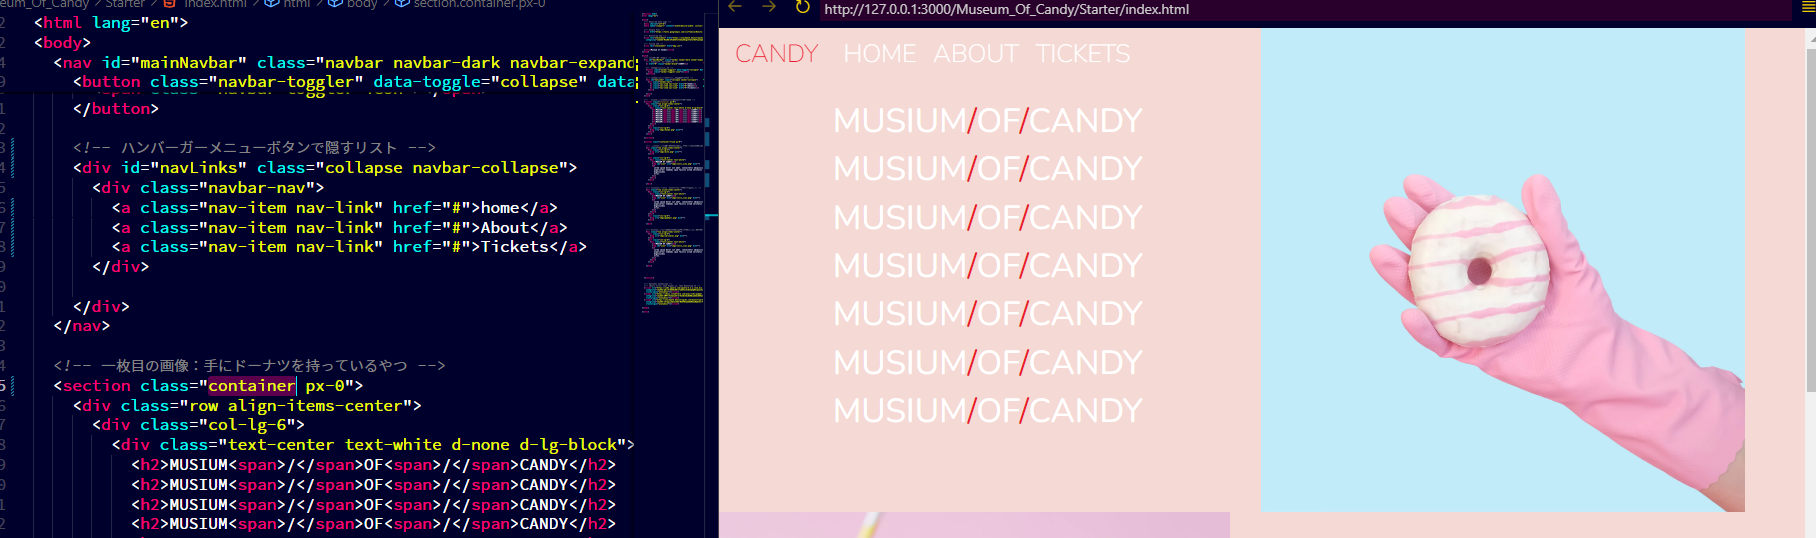 eum_Of_Candy / Starter / index.html / html / body / section.container.px-0
<html lang="en">
<body>
<nav id="mainNavbar" class="navbar navbar-dark navbar-expand
<button class="navbar-toggler" data-toggle="collapse" data
</button>
<!-- ハンバーガーメニューボタンで隠すリスト -->
<div id="navLinks" class="collapse navbar-collapse">
<div class="navbar-nav">
<a class="nav-item nav-link" href="#">home</a>
<a class="nav-item nav-link" href="#">About</a>
<a class="nav-item nav-link" href="#">Tickets</a>
</div>
</div>
</nav>
<!-- 一枚目の画像：手にドーナツを持っているやつ -->
<section class="container px-0">
<div class="row align-items-center">
<div class="col-lg-6">
<div class="text-center text-white d-none d-lg-block">
<h2>MUSIUM<span>/</span>OF<span>/</span>CANDY</h2>
<h2>MUSIUM<span>/</span>OF<span>/</span>CANDY</h2>
<h2>MUSIUM<span>/</span>OF<span>/</span>CANDY</h2>
<h2>MUSIUM<span>/</span>OF<span>/</span>CANDY</h2>
http://127.0.0.1:3000/Museum_Of_Candy/Starter/index.html
CANDY HOME ABOUT TICKETS
MUSIUM/OF/CANDY
MUSIUM/OF/CANDY
MUSIUM/OF/CANDY
MUSIUM/OF/CANDY
MUSIUM/OF/CANDY
MUSIUM/OF/CANDY
MUSIUM/OF/CANDY